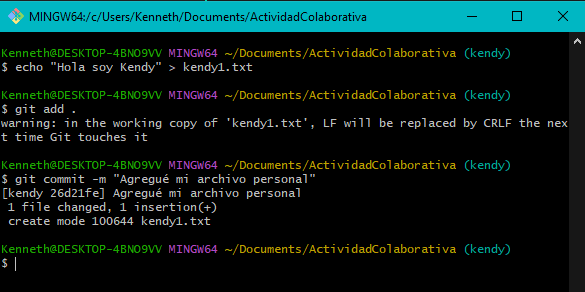 MINGW64:/c/Users/Kenneth/Documents/ActividadColaborativa
Kenneth@DESKTOP-4BNO9VV MINGW64 ~/Documents/ActividadColaborativa (kendy)
$ echo "Hola soy Kendy" > kendy1.txt
Kenneth@DESKTOP-4BNO9VV MINGW64 ~/Documents/ActividadColaborativa (kendy)
$ git add .
warning: in the working copy of 'kendy1.txt', LF will be replaced by CRLF the nex
t time Git touches it
Kenneth@DESKTOP-4BNO9VV MINGW64 ~/Documents/ActividadColaborativa (kendy)
$ git commit -m "Agregué mi archivo personal"
[kendy 26d21fe] Agregué mi archivo personal
 1 file changed, 1 insertion(+)
 create mode 100644 kendy1.txt
Kenneth@DESKTOP-4BNO9VV MINGW64 ~/Documents/ActividadColaborativa (kendy)
$